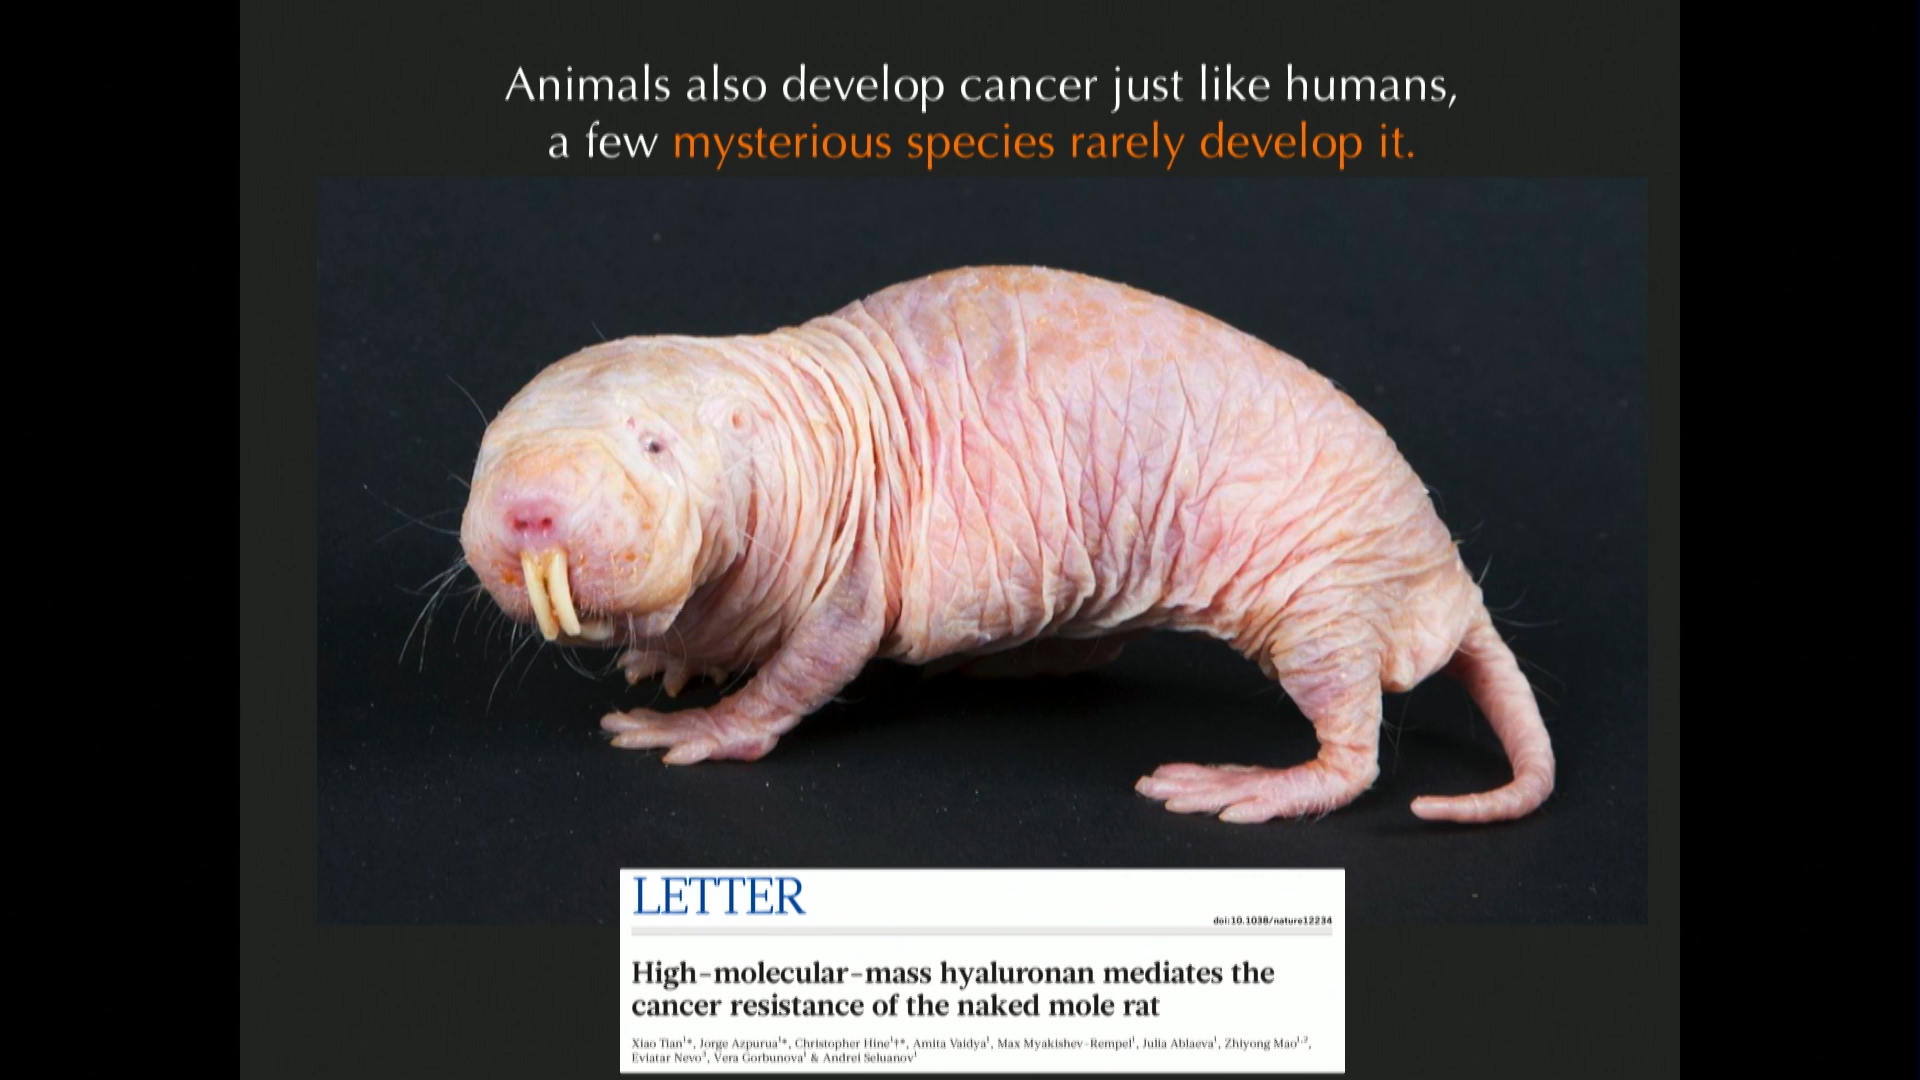 Animals also develop cancer just like humans,
a few mysterious species rarely develop it.
LETTER
doi:10.1038/nature12234
High-molecular-mass hyaluronan mediates the
cancer resistance of the naked mole rat
Xiao Tian¹*, Jorge Azpurua¹*, Christopher Hine¹†*, Amita Vaidya¹, Max Myakishev-Rempel¹, Julia Ablaeva¹, Zhiyong Mao¹,²,
Eviatar Nevo³, Vera Gorbunova¹ & Andrei Seluanov¹